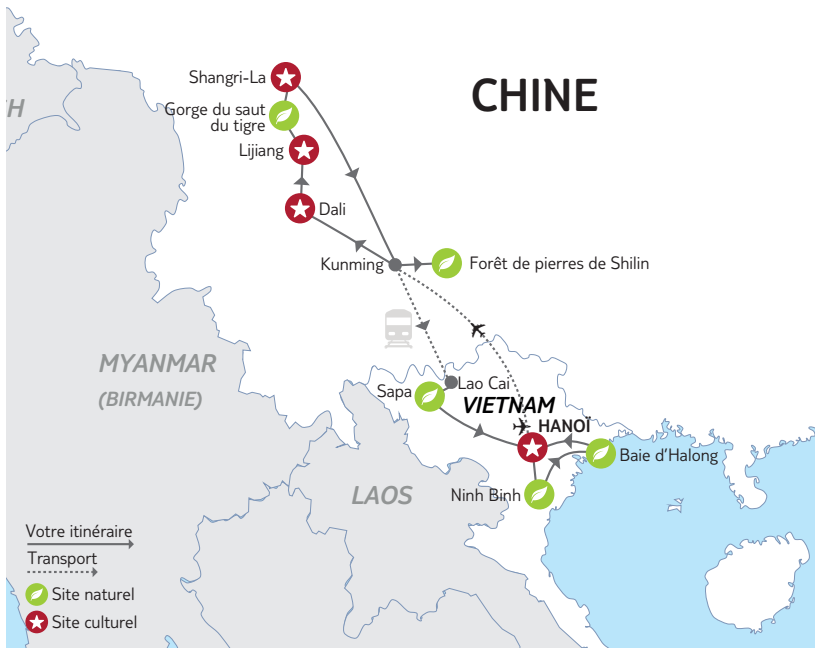 Shangri-La
CHINE
H
Gorge du saut
du tigre
Lijiang
Dali
Kunming
Forêt de pierres de Shilin
MYANMAR
(BIRMANIE)
Lao Cai
Sapa
VIETNAM
HANOÏ
Baie d'Halong
LAOS
Ninh Binh
Votre itinéraire
Transport
Site naturel
Site culturel